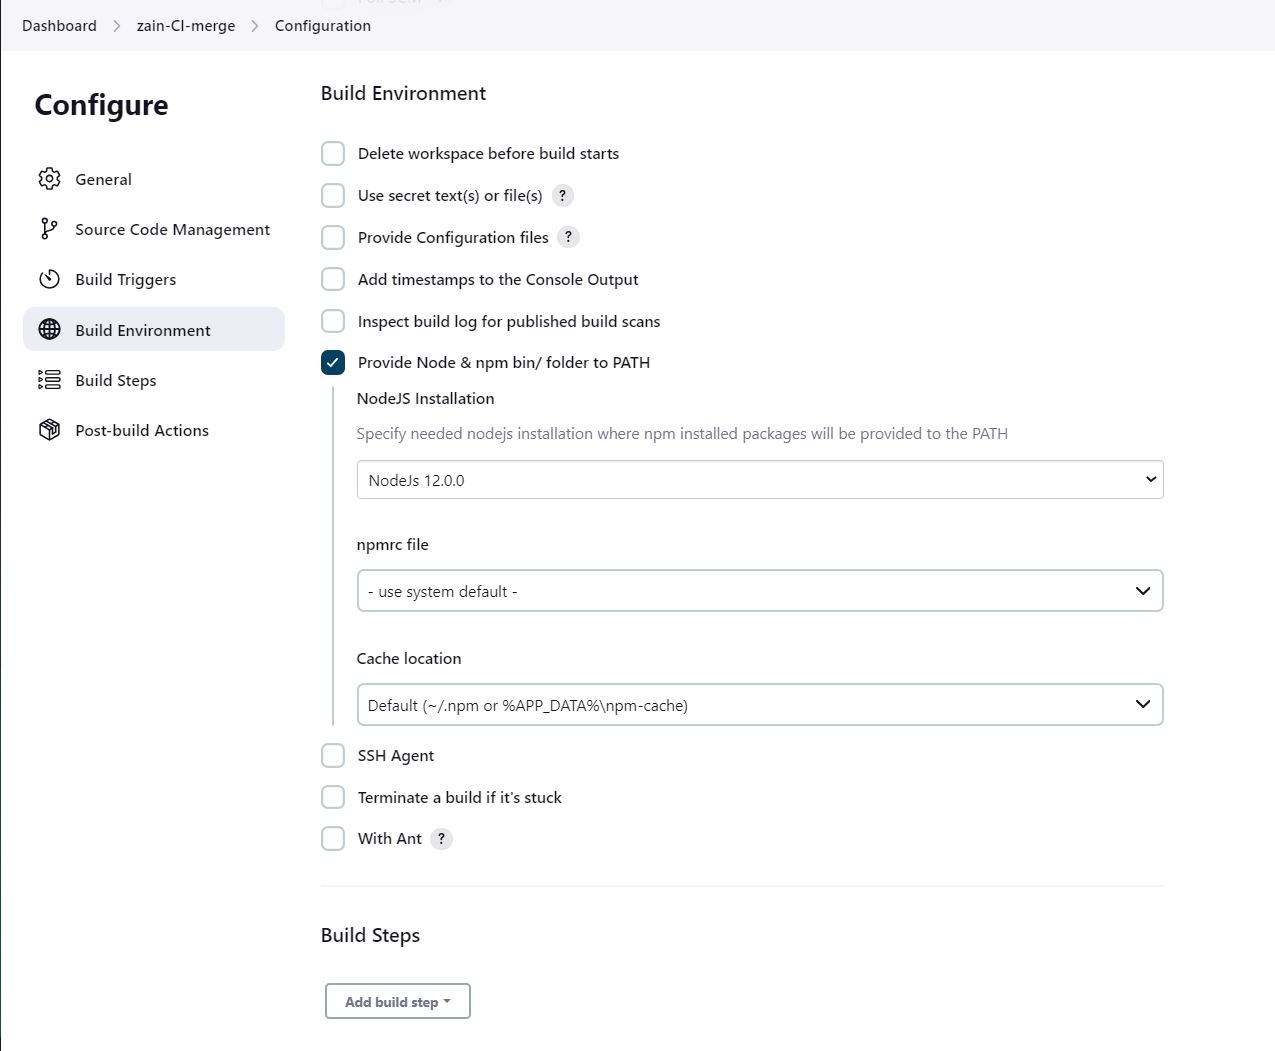 Dashboard > zain-CI-merge > Configuration
Configure
General
Source Code Management
Build Triggers
Build Environment
Build Steps
Post-build Actions
Build Environment
Delete workspace before build starts
Use secret text(s) or file(s) ?
Provide Configuration files ?
Add timestamps to the Console Output
Inspect build log for published build scans
Provide Node & npm bin/ folder to PATH
NodeJS Installation
Specify needed nodejs installation where npm installed packages will be provided to the PATH
NodeJs 12.0.0
npmrc file
- use system default -
Cache location
Default (~/.npm or %APP_DATA%\npm-cache)
SSH Agent
Terminate a build if it's stuck
With Ant ?
Build Steps
Add build step